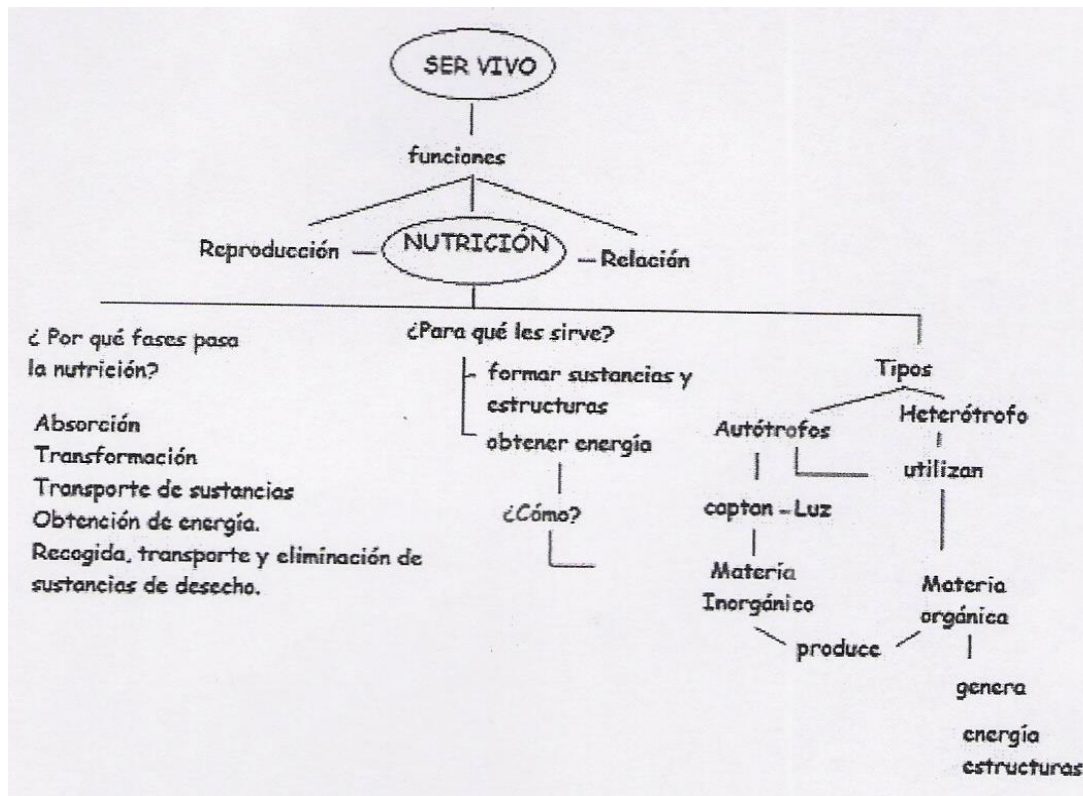 SER VIVO
funciones
Reproducción — NUTRICIÓN — Relación
¿ Por qué fases pasa
la nutrición?
Absorción
Transformación
Transporte de sustancias
Obtención de energía.
Recogida, transporte y eliminación de
sustancias de desecho.
¿Para qué les sirve?
formar sustancias y
estructuras
obtener energía
¿Cómo?
Tipos
Autótrofos
Heterótrofo
captan - Luz
utilizan
Materia
Inorgánico
Materia
orgánica
produce
genera
energía
estructuras